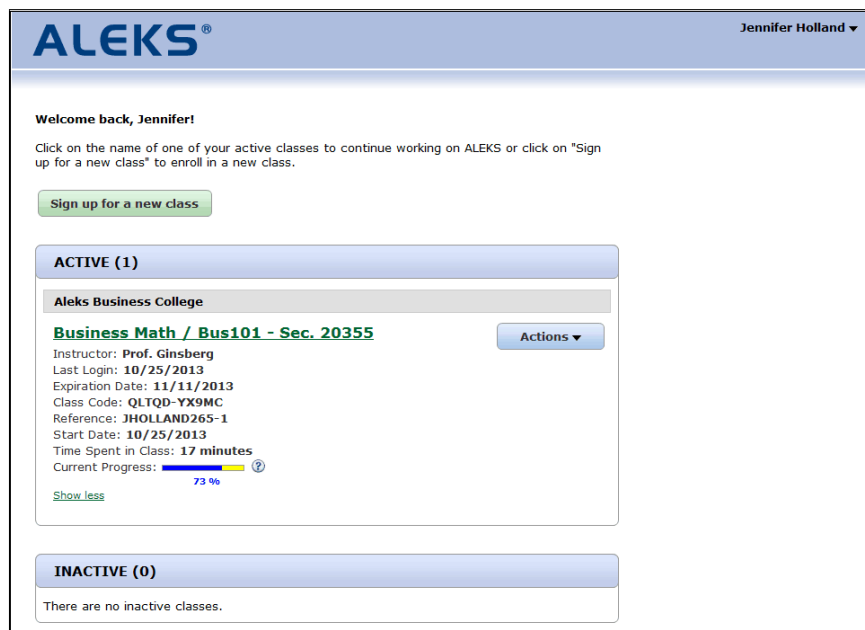 ALEKS®
Jennifer Holland
Welcome back, Jennifer!
Click on the name of one of your active classes to continue working on ALEKS or click on "Sign
up for a new class" to enroll in a new class.
Sign up for a new class
ACTIVE (1)
Aleks Business College
Business Math / Bus101 - Sec. 20355
Actions
Instructor: Prof. Ginsberg
Last Login: 10/25/2013
Expiration Date: 11/11/2013
Class Code: QLTQD-YX9MC
Reference: JHOLLAND265-1
Start Date: 10/25/2013
Time Spent in Class: 17 minutes
Current Progress: ?
73 %
Show less
INACTIVE (0)
There are no inactive classes.